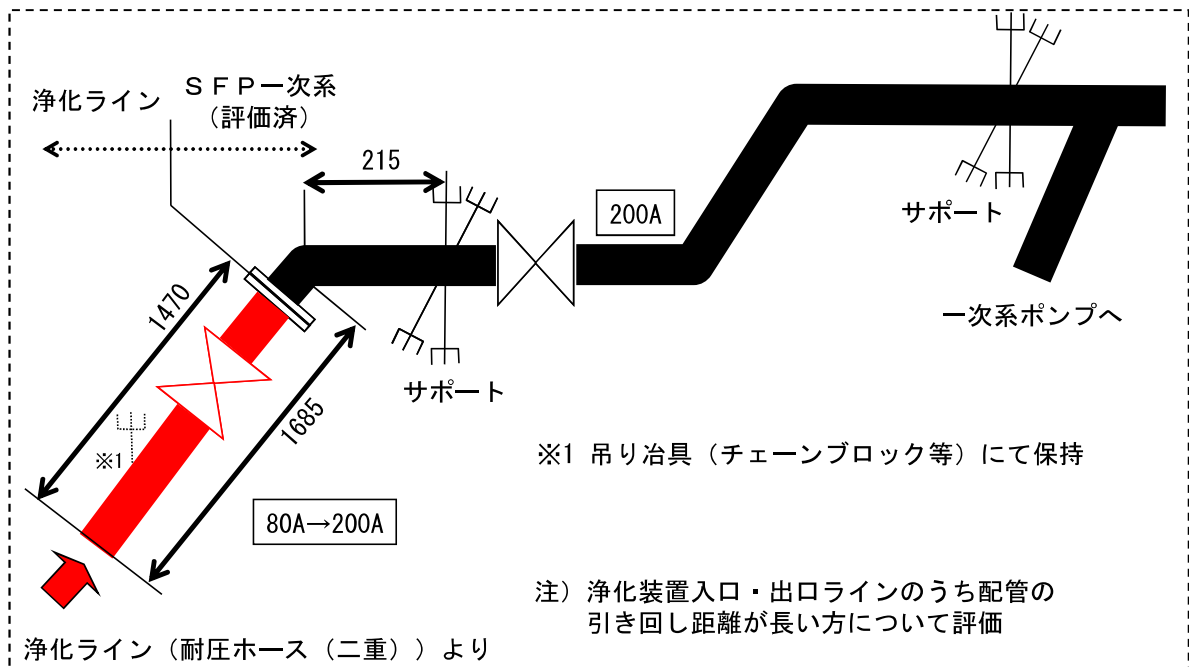 浄化ライン
SFP一次系
(評価済)
215
200A
サポート
一次系ポンプへ
1470
1685
サポート
※1
※1 吊り冶具(チェーンブロック等)にて保持
80A→200A
注)浄化装置入口・出口ラインのうち配管の
引き回し距離が長い方について評価
浄化ライン(耐圧ホース(二重))より